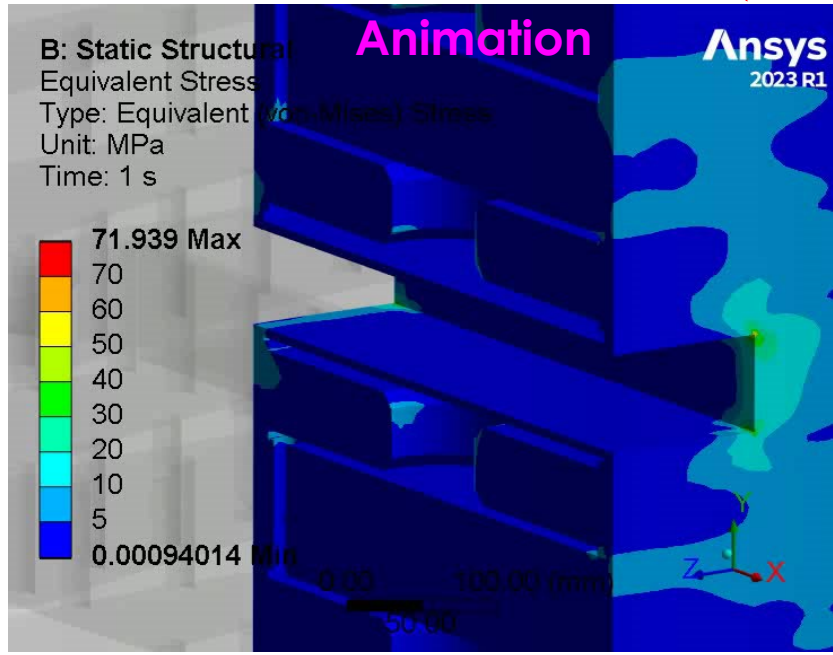 Animation
Ansys
2023 R1
B: Static Structural
Equivalent Stress
Type: Equivalent (von-Mises) Stress
Unit: MPa
Time: 1 s
71.939 Max
70
60
50
40
30
20
10
5
0.00094014 Min
0.00
100.00 (mm)
50.00
Y
Z
X